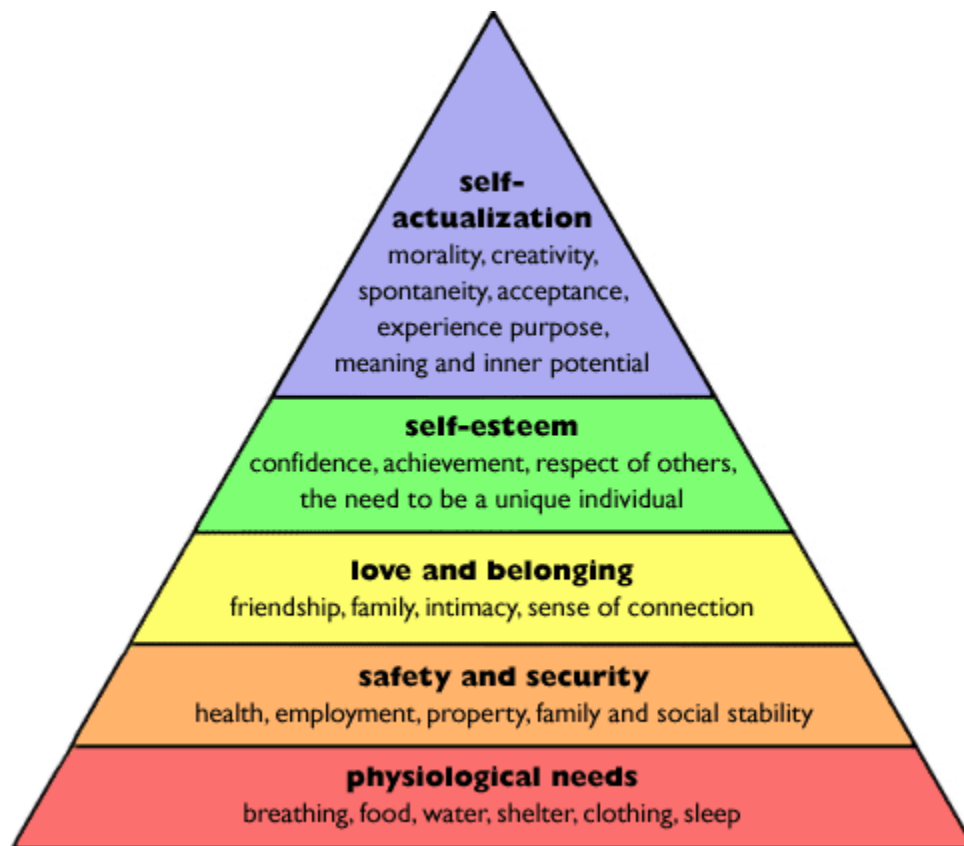 self-
actualization
morality, creativity,
spontaneity, acceptance,
experience purpose,
meaning and inner potential
self-esteem
confidence, achievement, respect of others,
the need to be a unique individual
love and belonging
friendship, family, intimacy, sense of connection
safety and security
health, employment, property, family and social stability
physiological needs
breathing, food, water, shelter, clothing, sleep